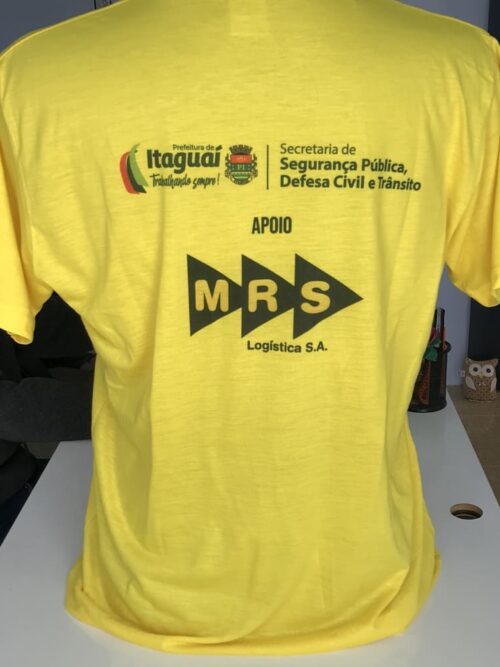 Prefeitura de
Itaguaí
Trabalhando sempre!
Secretaria de
Segurança Pública,
Defesa Civil e Trânsito
APOIO
MRS
Logística S.A.